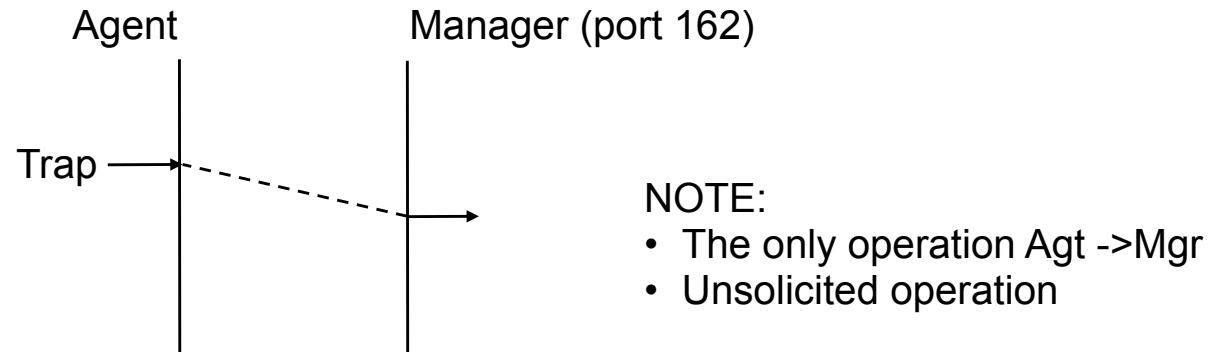 Agent
Manager (port 162)
Trap
NOTE:
• The only operation Agt ->Mgr
• Unsolicited operation